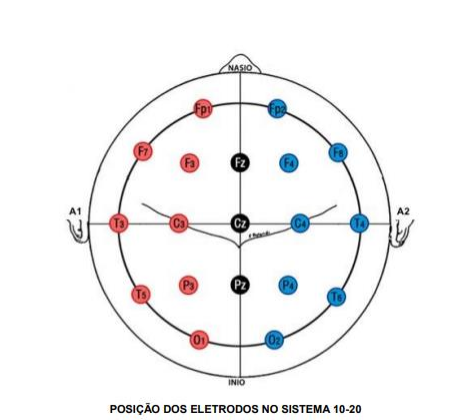 NASIO
Fp1 Fp2
F7 F3 Fz F4 F8
A1 A2
T3 C3 Cz C4 T4
T5 P3 Pz P4 T6
O1 O2
INIO
POSIÇÃO DOS ELETRODOS NO SISTEMA 10-20